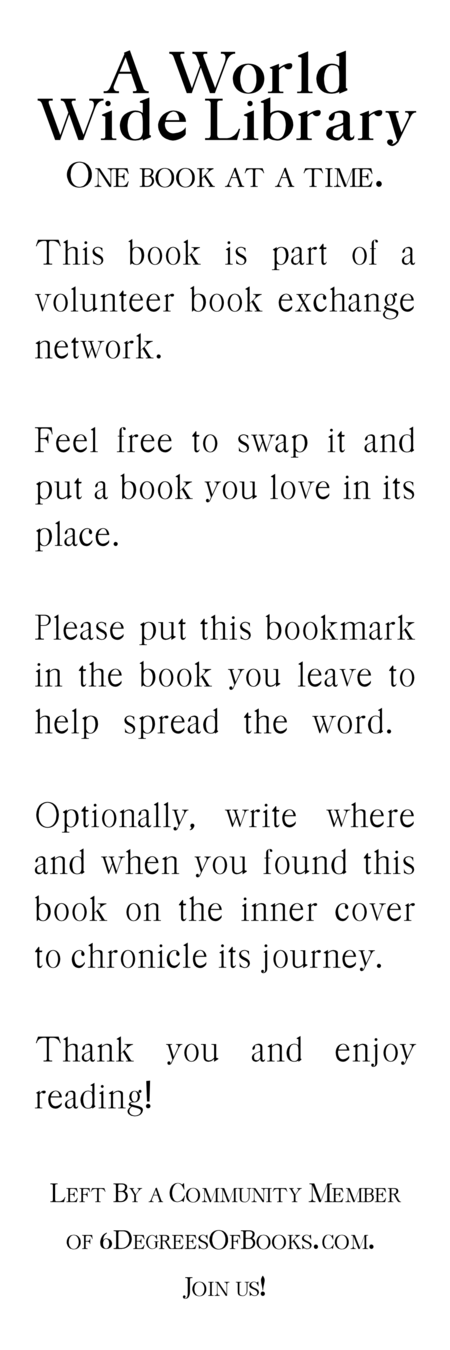 A World
Wide Library
One book at a time.
This book is part of a
volunteer book exchange
network.
Feel free to swap it and
put a book you love in its
place.
Please put this bookmark
in the book you leave to
help spread the word.
Optionally, write where
and when you found this
book on the inner cover
to chronicle its journey.
Thank you and enjoy
reading!
Left By a Community Member
of 6DegreesOfBooks.com.
Join us!